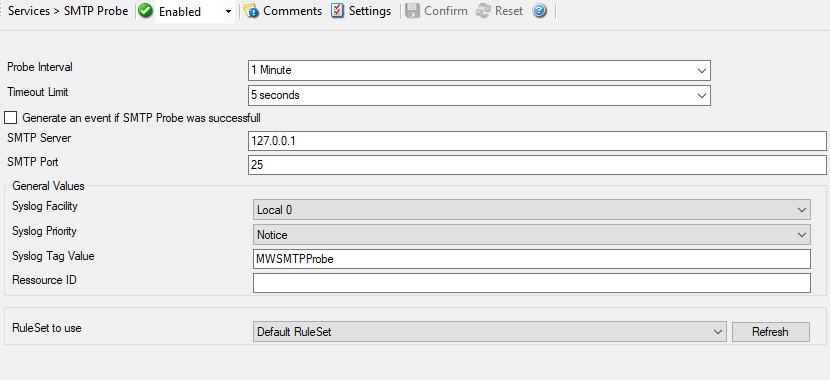 Services > SMTP Probe Enabled Comments Settings Confirm Reset ?
Probe Interval 1 Minute
Timeout Limit 5 seconds
Generate an event if SMTP Probe was successfull
SMTP Server 127.0.0.1
SMTP Port 25
General Values
Syslog Facility Local 0
Syslog Priority Notice
Syslog Tag Value MWSMTPProbe
Ressource ID
RuleSet to use Default RuleSet Refresh